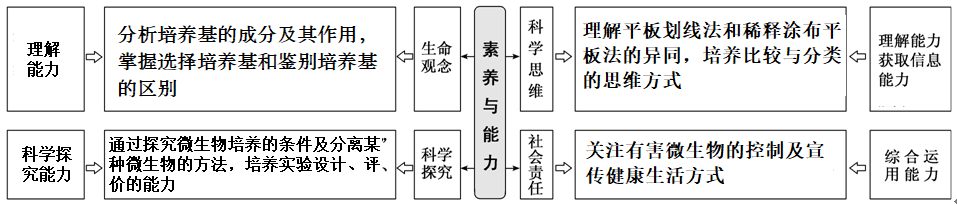 理解
能力
分析培养基的成分及其作用，
掌握选择培养基和鉴别培养基
的区别
生命
观念
素养与能力
科学思维
理解平板划线法和稀释涂布平
板法的异同，培养比较与分类
的思维方式
理解能力
获取信息
能力
科学探
究能力
通过探究微生物培养的条件及分离某
种微生物的方法，培养实验设计、评、
价的能力
科学
探究
社会责任
关注有害微生物的控制及宣
传健康生活方式
综合运
用能力